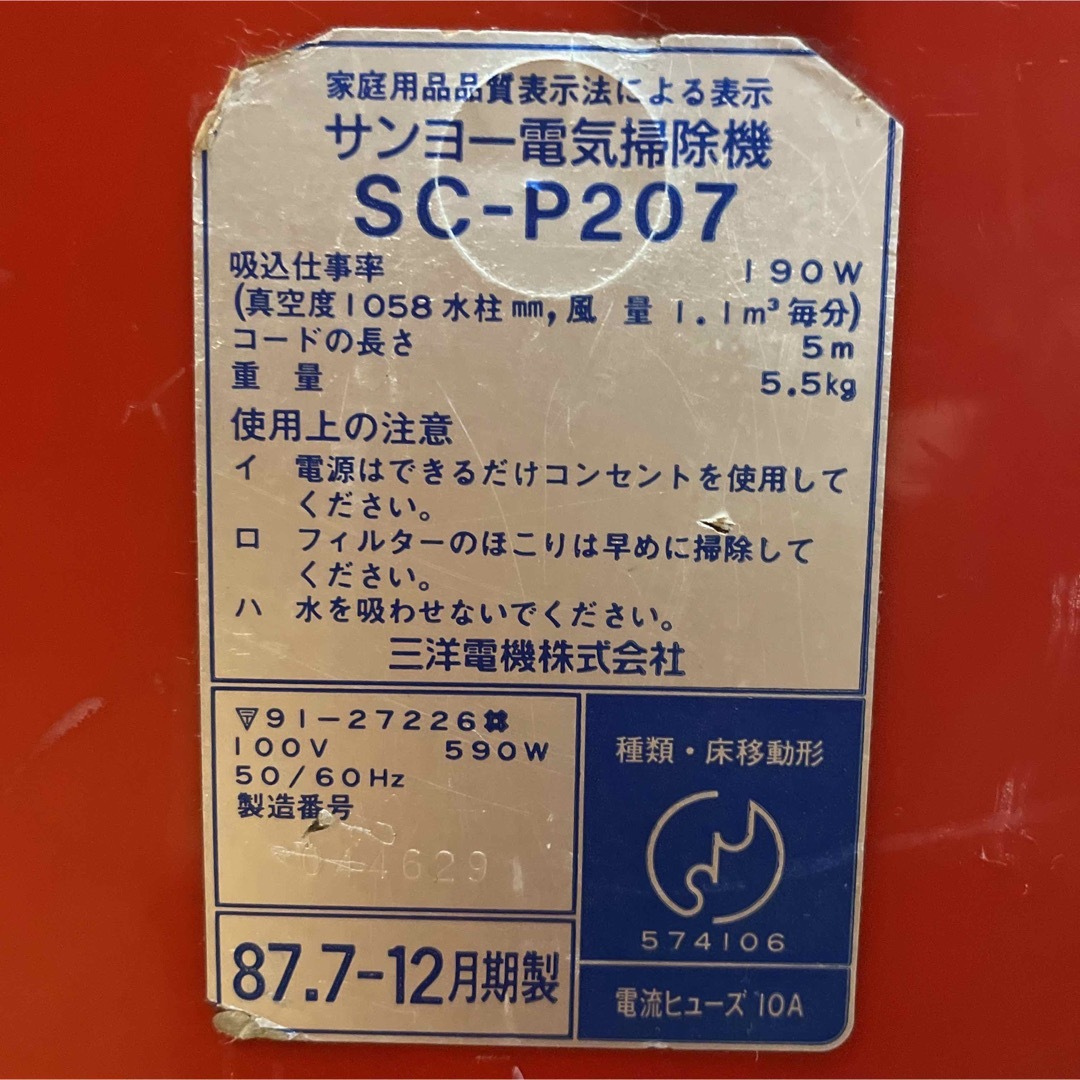 家庭用品品質表示法による表示
サンヨー電気掃除機
SC-P207
吸込仕事率 190W
(真空度1058水柱mm,風量 1.1m³毎分)
コードの長さ 5m
重量 5.5kg
使用上の注意
イ 電源はできるだけコンセントを使用して
ください。
ロ フィルターのほこりは早めに掃除して
ください。
ハ 水を吸わせないでください。
三洋電機株式会社
91-27226
100V 590W
50/60Hz
製造番号
44629
87.7-12月期製
種類・床移動形
574106
電流ヒューズ 10A